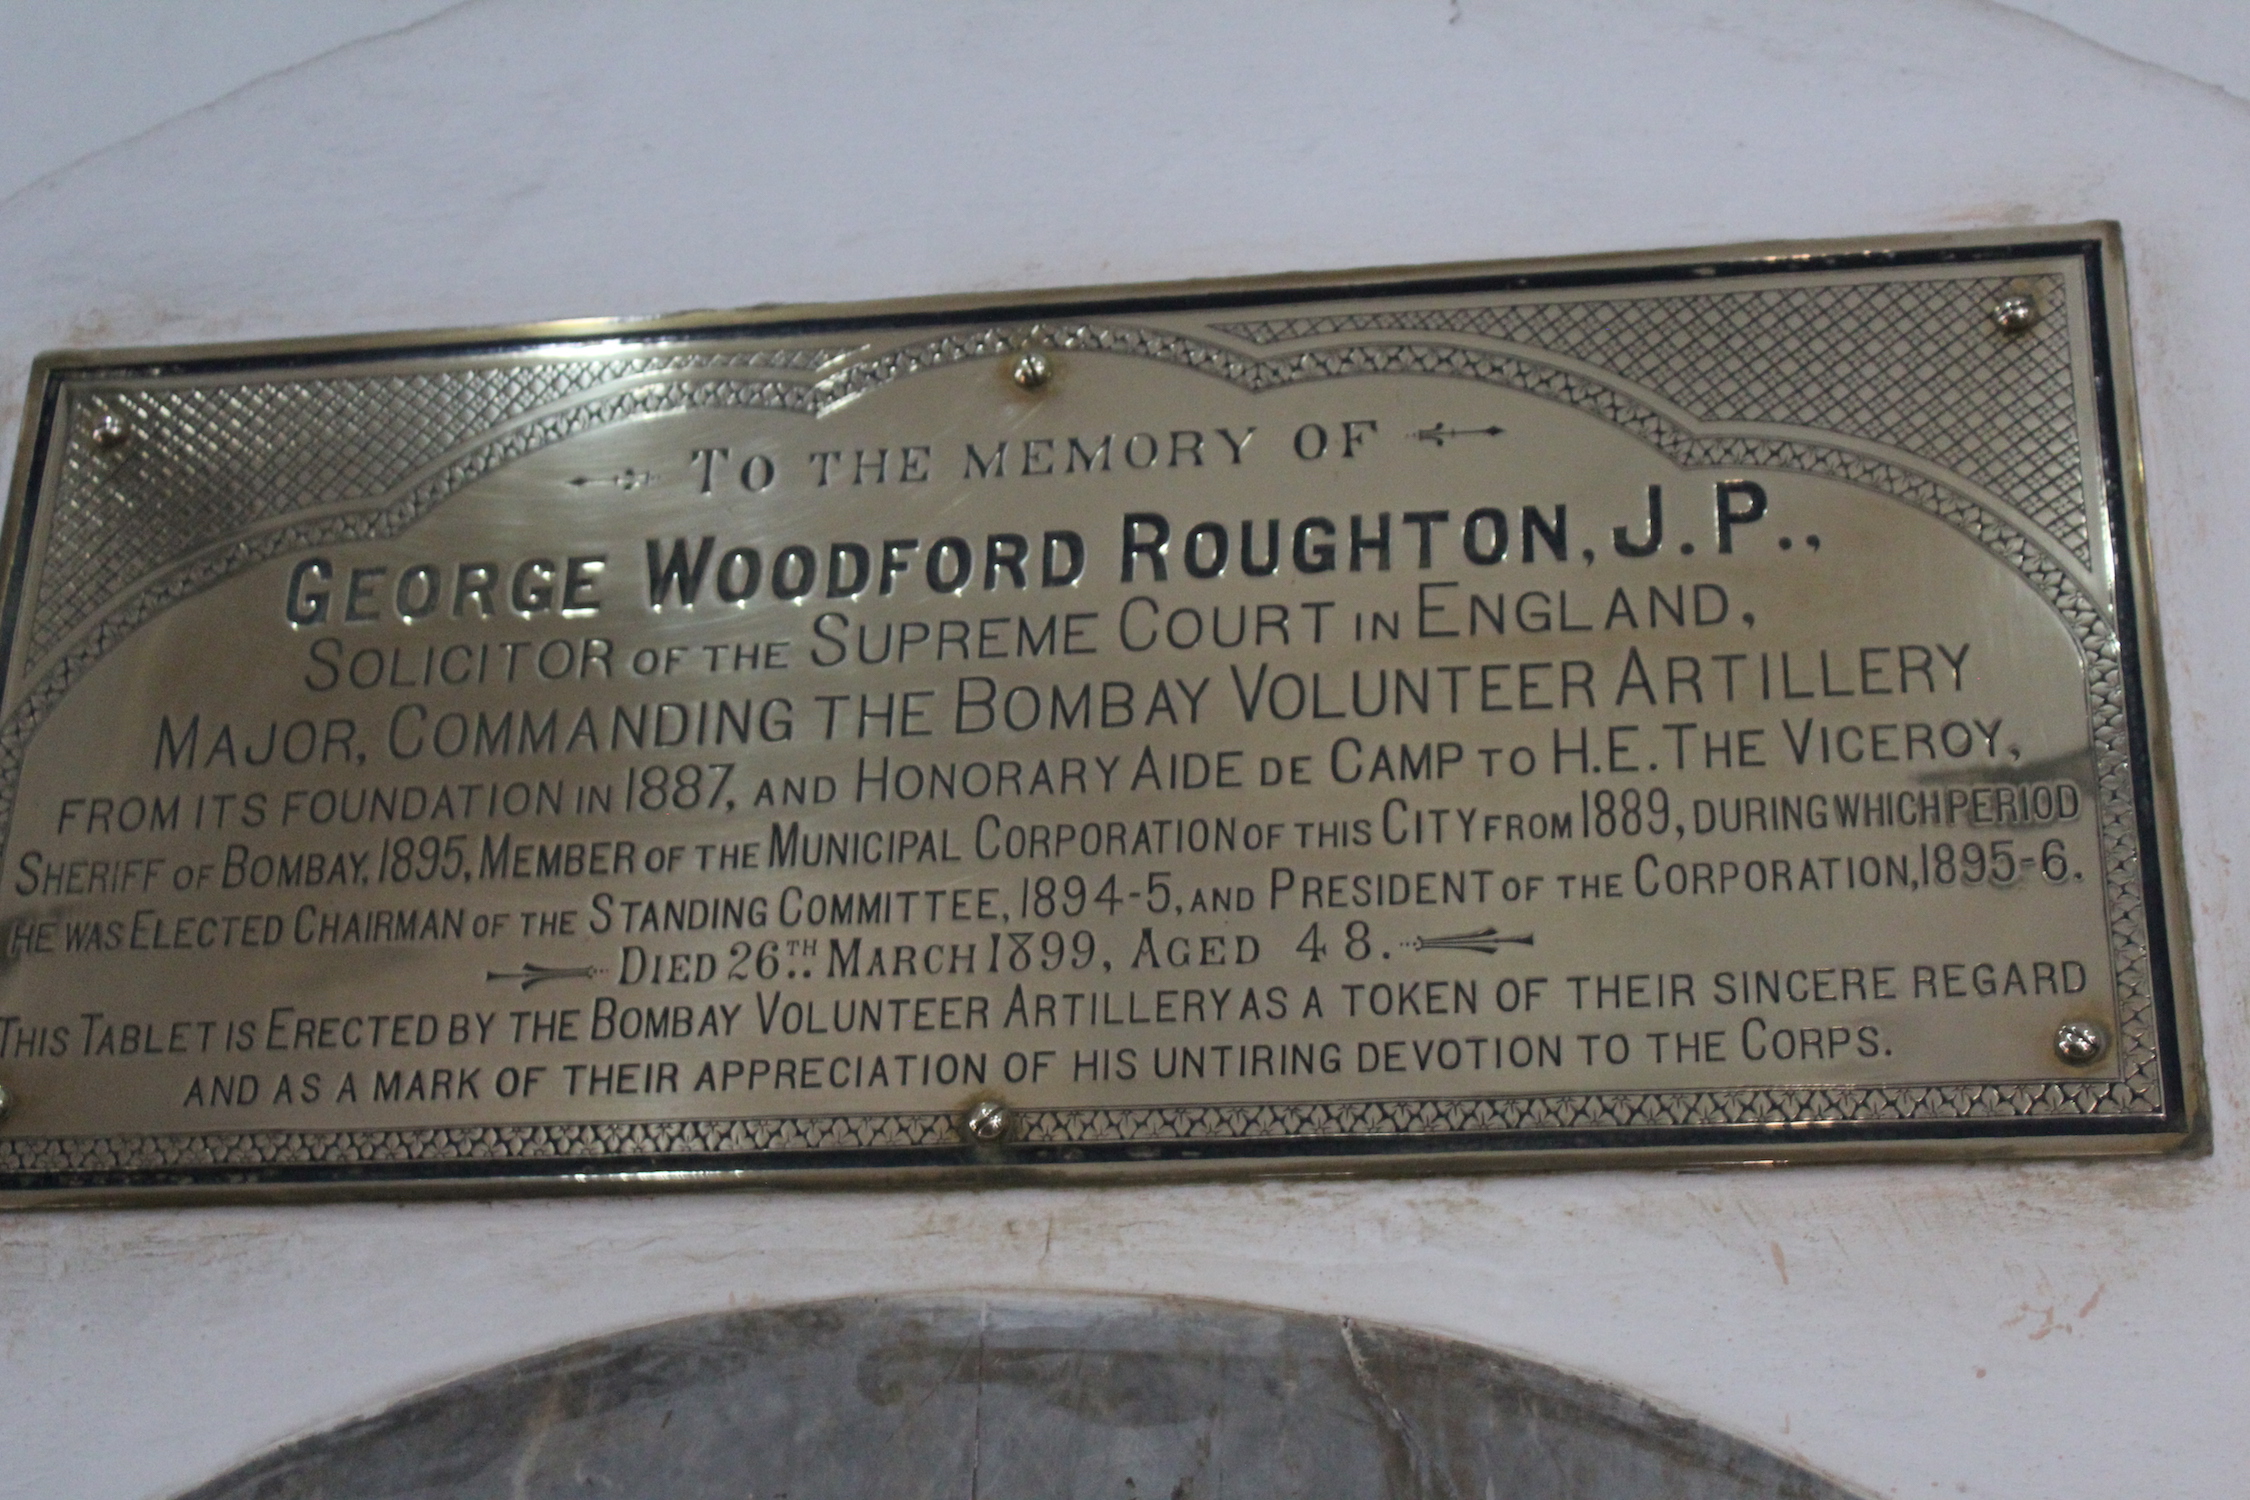 To the memory of
George Woodford Roughton, J.P.,
Solicitor of the Supreme Court in England,
Major, Commanding the Bombay Volunteer Artillery
from its foundation in 1887, and Honorary Aide de Camp to H.E. The Viceroy,
Sheriff of Bombay, 1895, Member of the Municipal Corporation of this City from 1889, during which period
he was Elected Chairman of the Standing Committee, 1894-5, and President of the Corporation, 1895-6.
Died 26th March 1899, Aged 48.
This Tablet is Erected by the Bombay Volunteer Artillery as a token of their sincere regard
and as a mark of their appreciation of his untiring devotion to the Corps.